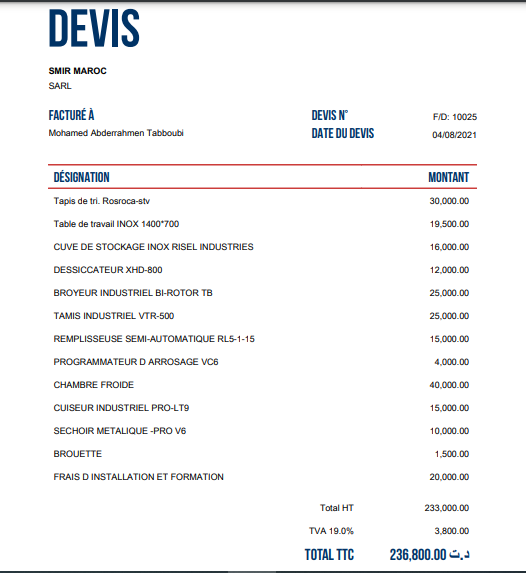 DEVIS
SMIR MAROC
SARL
FACTURÉ À
Mohamed Abderrahmen Tabboubi
DEVIS N° F/D: 10025
DATE DU DEVIS 04/08/2021
DÉSIGNATION MONTANT
Tapis de tri. Rosroca-stv 30,000.00
Table de travail INOX 1400*700 19,500.00
CUVE DE STOCKAGE INOX RISEL INDUSTRIES 16,000.00
DESSICCATEUR XHD-800 12,000.00
BROYEUR INDUSTRIEL BI-ROTOR TB 25,000.00
TAMIS INDUSTRIEL VTR-500 25,000.00
REMPLISSEUSE SEMI-AUTOMATIQUE RL5-1-15 15,000.00
PROGRAMMATEUR D ARROSAGE VC6 4,000.00
CHAMBRE FROIDE 40,000.00
CUISEUR INDUSTRIEL PRO-LT9 15,000.00
SECHOIR METALIQUE -PRO V6 10,000.00
BROUETTE 1,500.00
FRAIS D INSTALLATION ET FORMATION 20,000.00
Total HT 233,000.00
TVA 19.0% 3,800.00
TOTAL TTC 236,800.00 د.ت